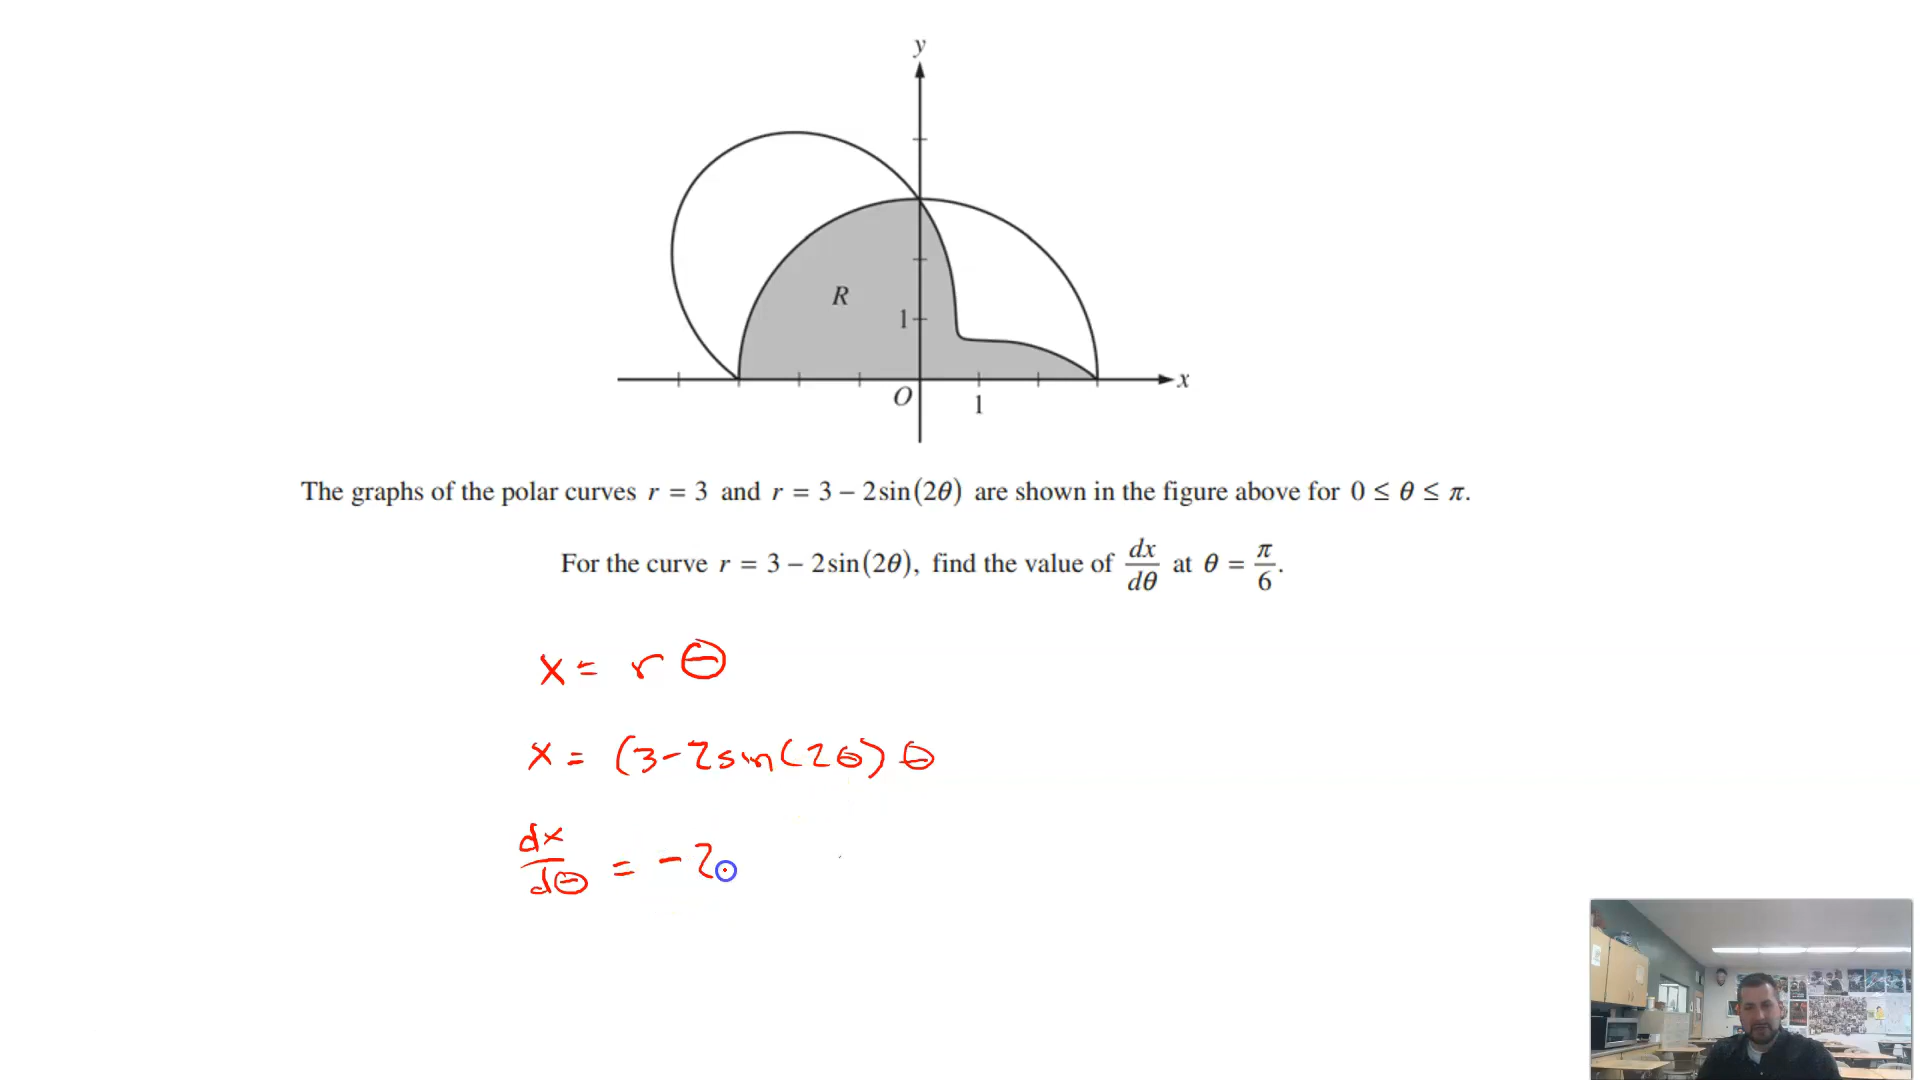 y
R
1
x
O
1
The graphs of the polar curves r = 3 and r = 3 – 2sin(2θ) are shown in the figure above for 0 ≤ θ ≤ π.
For the curve r = 3 – 2sin(2θ), find the value of dx/dθ at θ = π/6.
x = r θ
x = (3-2sin(2θ) θ
dx/dθ = -2